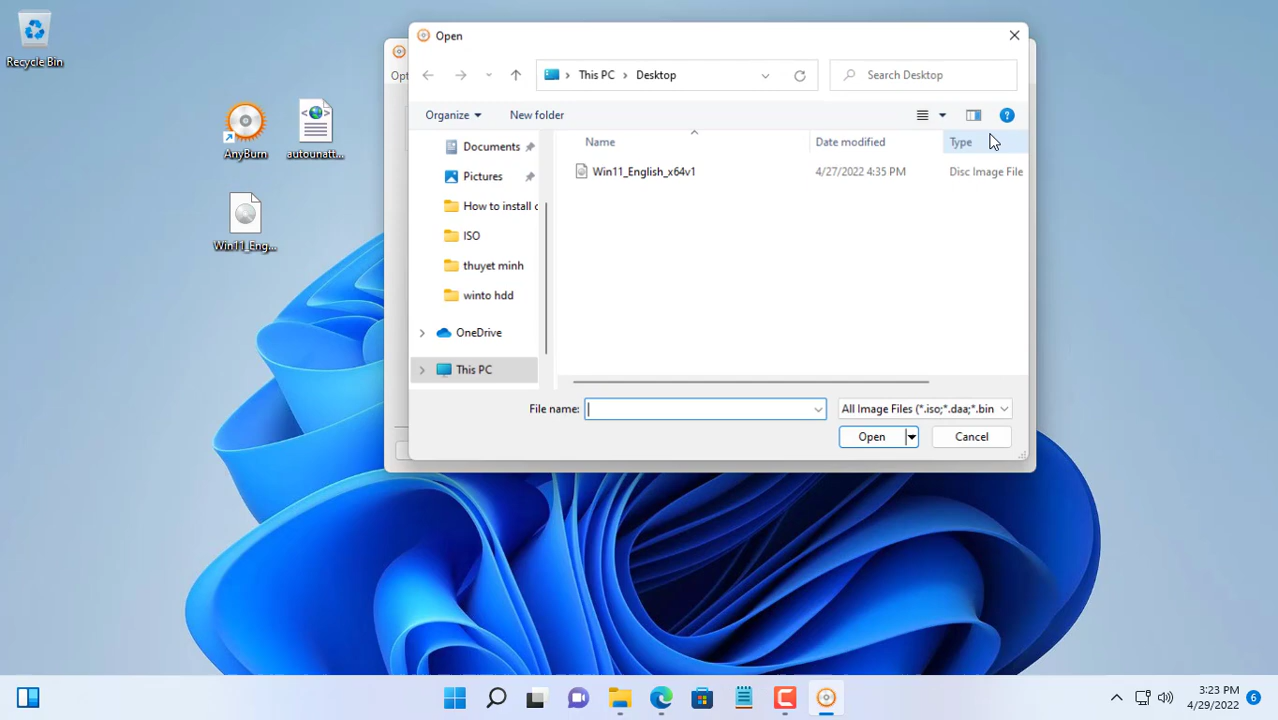 Recycle Bin
AnyBurn
autounatt...
Win11_Eng...
Opt
Open
This PC > Desktop
Search Desktop
Organize
New folder
Name
Date modified
Type
Documents
Pictures
How to install c
ISO
thuyet minh
winto hdd
OneDrive
This PC
Win11_English_x64v1
4/27/2022 4:35 PM
Disc Image File
File name:
All Image Files (*.iso;*.daa;*.bin
Open
Cancel
3:23 PM
4/29/2022
6